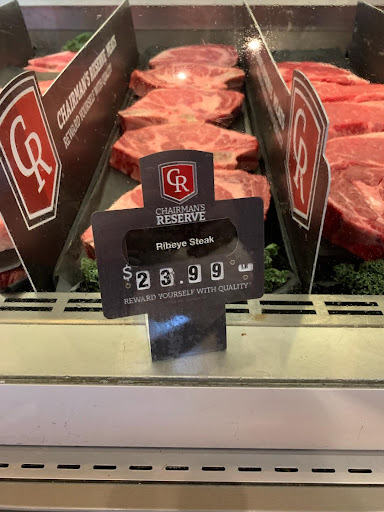 CHAIRMAN'S RESERVE MEATS
REWARD YOURSELF WITH QUALITY
CR
CR
CR
CHAIRMAN'S
RESERVE
Ribeye Steak
$23.99
REWARD YOURSELF WITH QUALITY